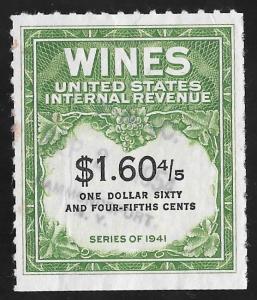 WINES
UNITED STATES
INTERNAL REVENUE
$1.60 4/5
ONE DOLLAR SIXTY
AND FOUR-FIFTHS CENTS
SERIES OF 1941